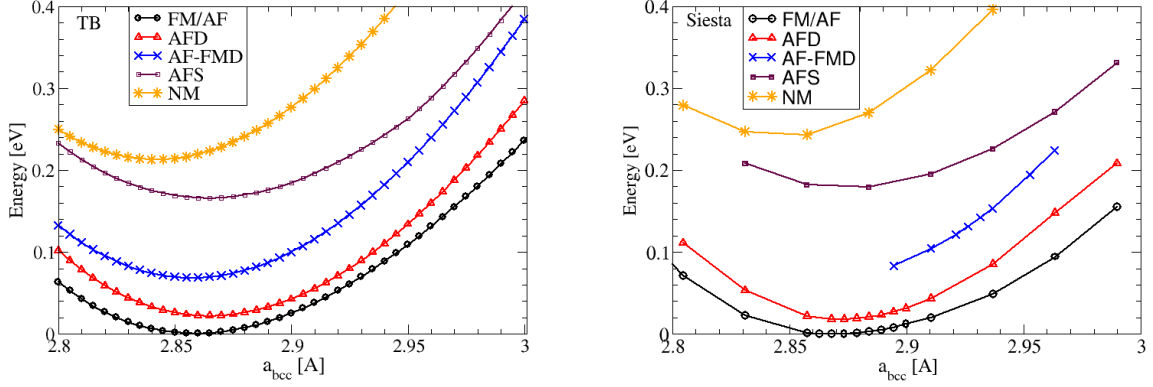 TB
FM/AF
AFD
AF-FMD
AFS
NM
Energy [eV]
0.4
0.3
0.2
0.1
0
2.8
2.85
2.9
2.95
3
a_bcc [A]
Siesta
FM/AF
AFD
AF-FMD
AFS
NM
Energy [eV]
0.4
0.3
0.2
0.1
0
2.8
2.85
2.9
2.95
3
a_bcc [A]